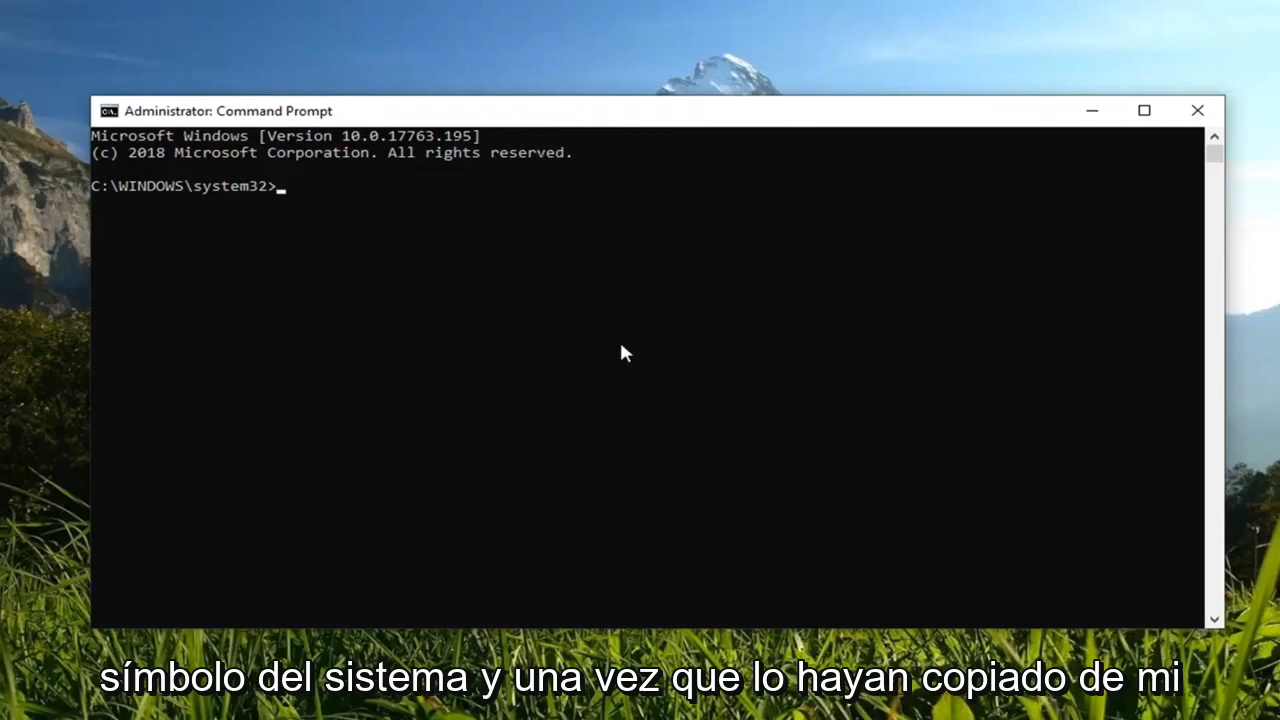 Administrator: Command Prompt
Microsoft Windows [Version 10.0.17763.195]
(c) 2018 Microsoft Corporation. All rights reserved.
C:\WINDOWS\system32>
símbolo del sistema y una vez que lo hayan copiado de mi